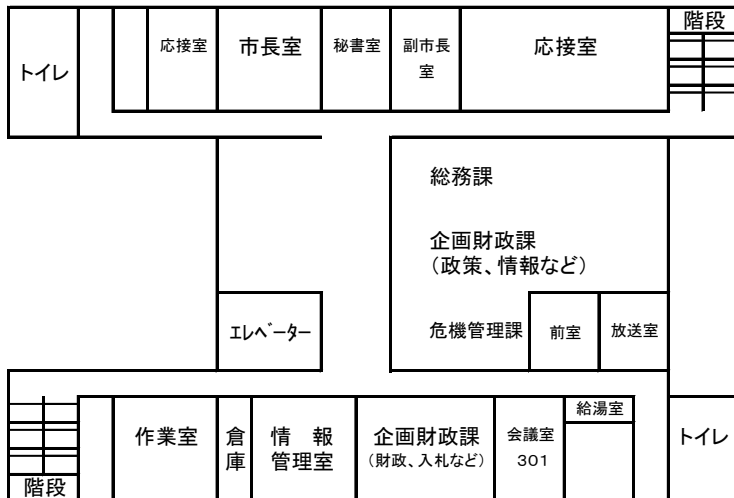 階段
応接室
市長室
秘書室
副市長
室
応接室
トイレ
総務課
企画財政課
（政策、情報など）
エレベーター
危機管理課
前室
放送室
作業室
倉
庫
情　報
管理室
企画財政課
（財政、入札など）
会議室
301
給湯室
トイレ
階段